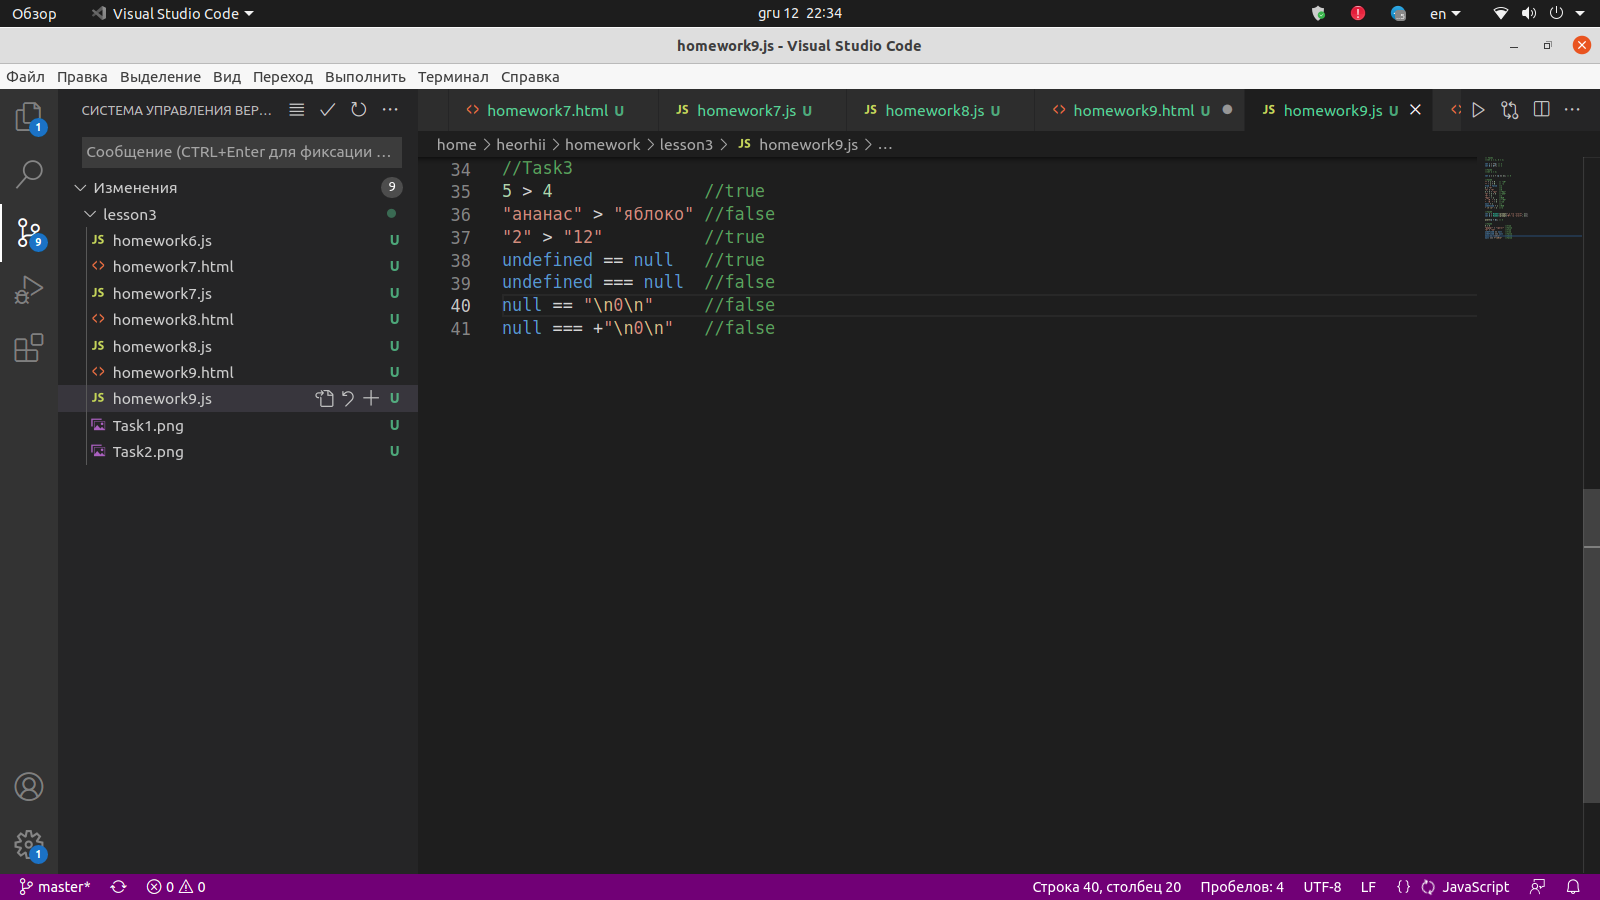 Обзор Visual Studio Code gru 12 22:34 en
homework9.js - Visual Studio Code
Файл Правка Выделение Вид Переход Выполнить Терминал Справка
СИСТЕМА УПРАВЛЕНИЯ ВЕР...
homework7.html U JS homework7.js U JS homework8.js U homework9.html U JS homework9.js U
1
home homework heorhii lesson3 JS homework9.js ...
Сообщение (CTRL+Enter для фиксации ...
Изменения 9
lesson3
JS homework6.js U
9
homework7.html U
JS homework7.js U
homework8.html U
JS homework8.js U
homework9.html U
JS homework9.js U
Task1.png U
Task2.png U
34 //Task3
35 5 > 4 //true
36 "ананас" > "яблоко" //false
37 "2" > "12" //true
38 undefined == null //true
39 undefined === null //false
40 null == "\n0\n" //false
41 null === +"\n0\n" //false
1
master* 0 0 Строка 40, столбец 20 Пробелов: 4 UTF-8 LF {} JavaScript